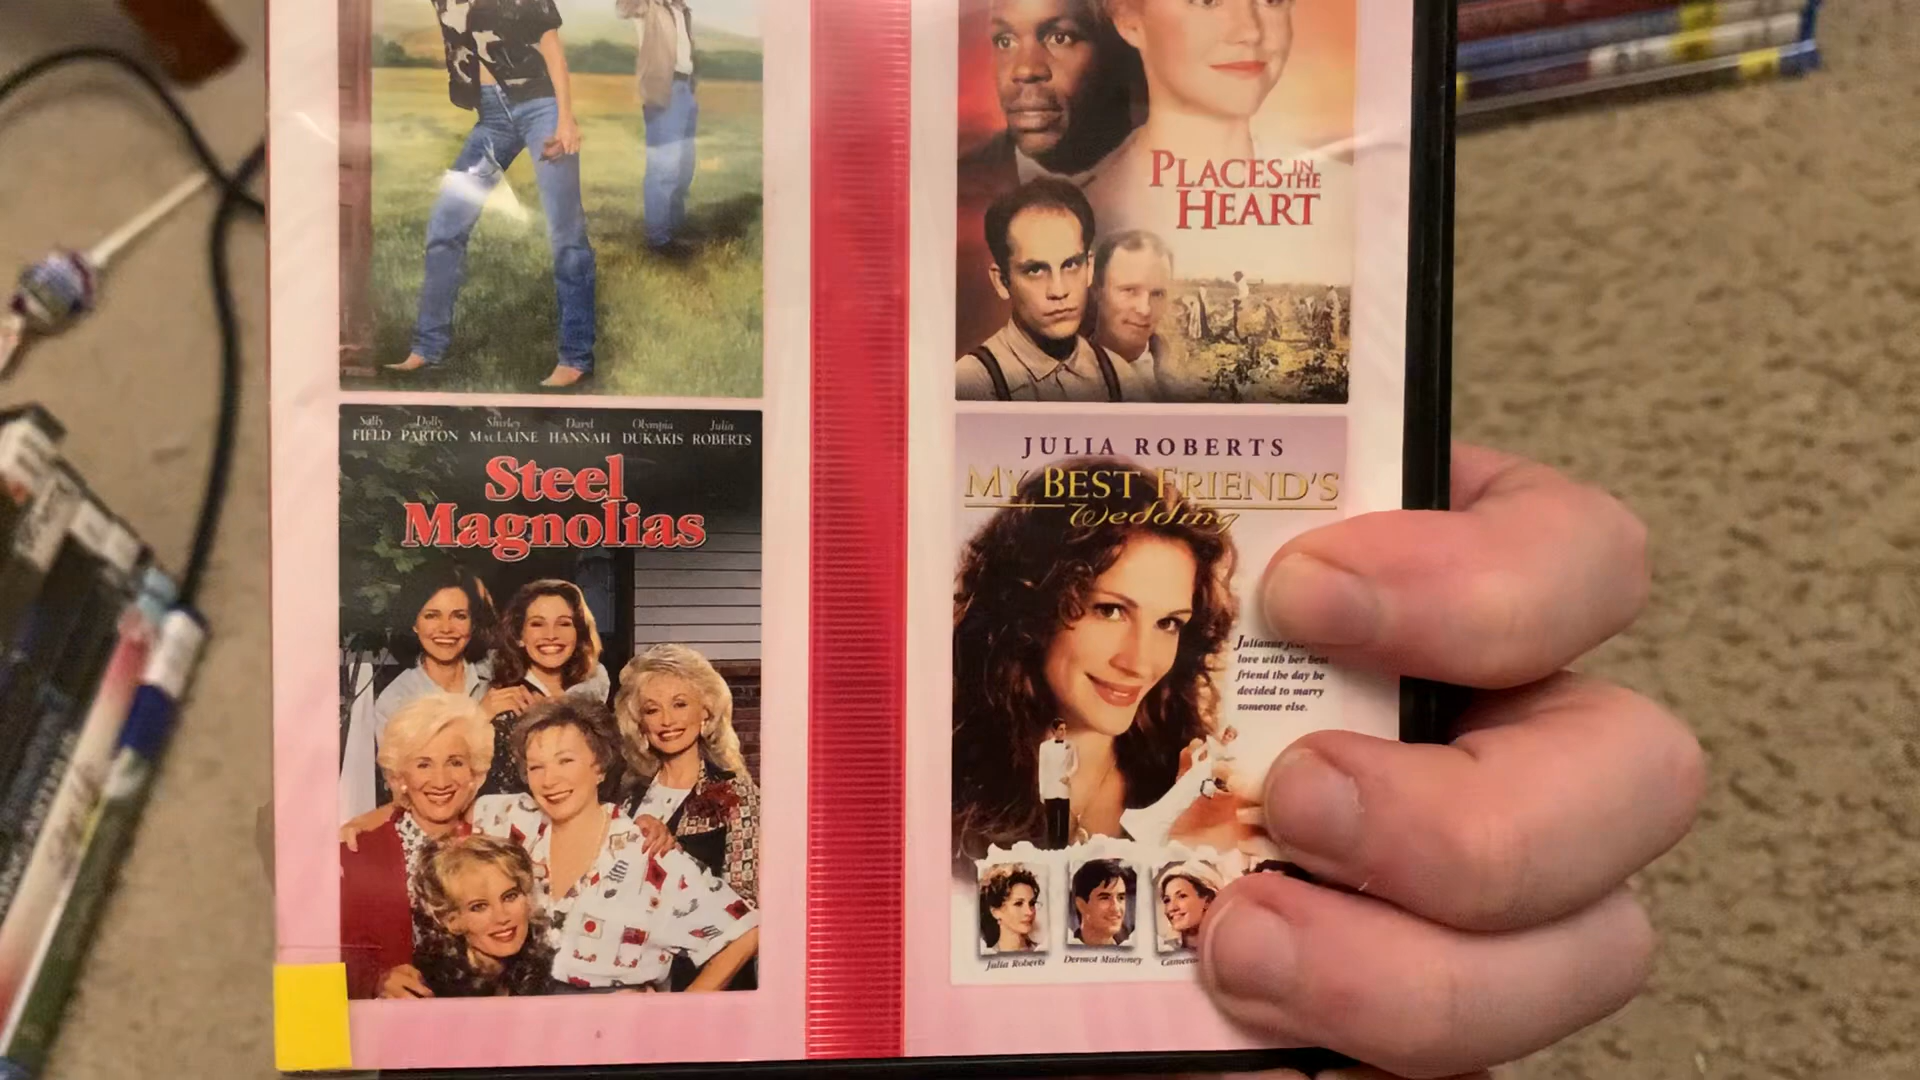 PLACES IN THE
HEART
Sally FIELD Dolly PARTON Shirley MacLAINE Daryl HANNAH Olympia DUKAKIS Julia ROBERTS
Steel
Magnolias
JULIA ROBERTS
MY BEST FRIEND'S
Wedding
Julianne
love with her best
friend the day he
decided to marry
someone else.
Julia Roberts Dermot Mulroney